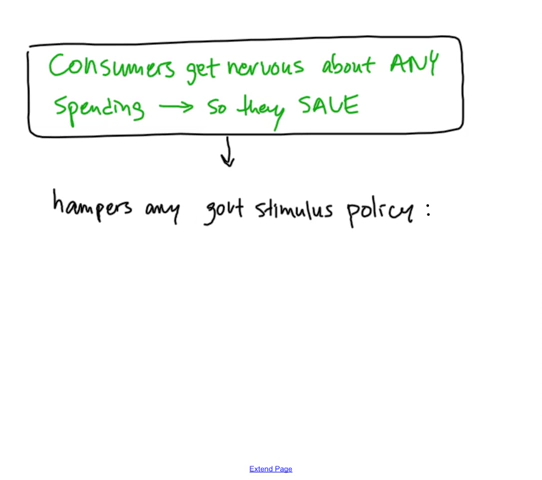 Consumers get nervous about ANY
Spending → so they SAVE
↓
hampers any govt stimulus policy:
Extend Page